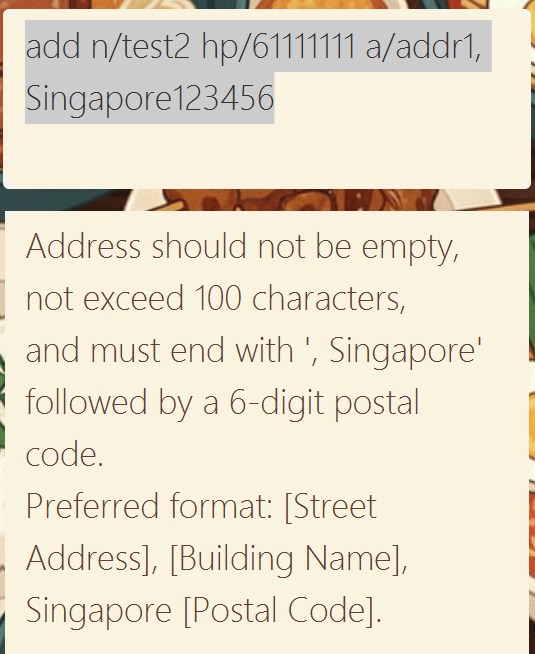 add n/test2 hp/61111111 a/addr1,
Singapore123456
Address should not be empty,
not exceed 100 characters,
and must end with ', Singapore'
followed by a 6-digit postal
code.
Preferred format: [Street
Address], [Building Name],
Singapore [Postal Code].